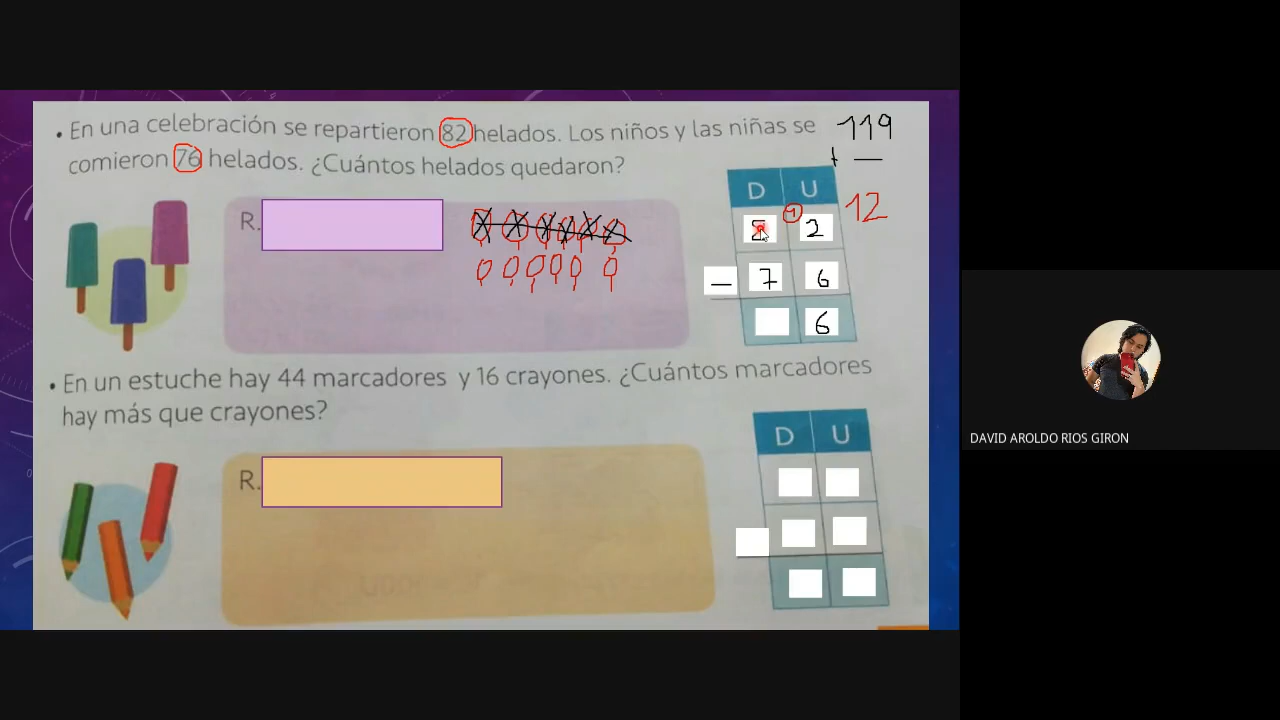 • En una celebración se repartieron 82 helados. Los niños y las niñas se
comieron 76 helados. ¿Cuántos helados quedaron?
119
+ —
D U
1
12
2
R.
— 7 6
6
• En un estuche hay 44 marcadores y 16 crayones. ¿Cuántos marcadores
hay más que crayones?
D U
R.
DAVID AROLDO RIOS GIRON